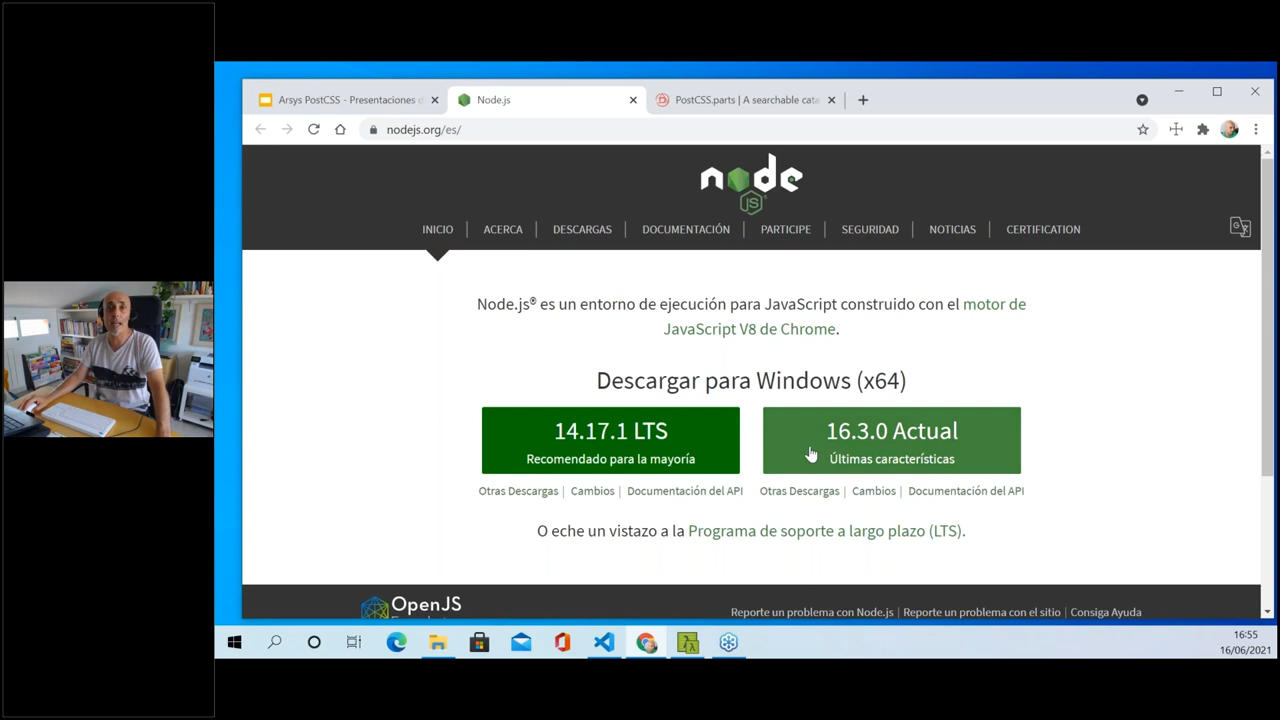 Arsys PostCSS - Presentaciones d
Node.js
PostCSS.parts | A searchable cata
nodejs.org/es/
node
JS
INICIO | ACERCA | DESCARGAS | DOCUMENTACIÓN | PARTICIPE | SEGURIDAD | NOTICIAS | CERTIFICATION
Node.js® es un entorno de ejecución para JavaScript construido con el motor de
JavaScript V8 de Chrome.
Descargar para Windows (x64)
14.17.1 LTS
Recomendado para la mayoría
16.3.0 Actual
Últimas características
Otras Descargas | Cambios | Documentación del API
Otras Descargas | Cambios | Documentación del API
O eche un vistazo a la Programa de soporte a largo plazo (LTS).
OpenJS
Reporte un problema con Node.js | Reporte un problema con el sitio | Consiga Ayuda
16:55
16/06/2021